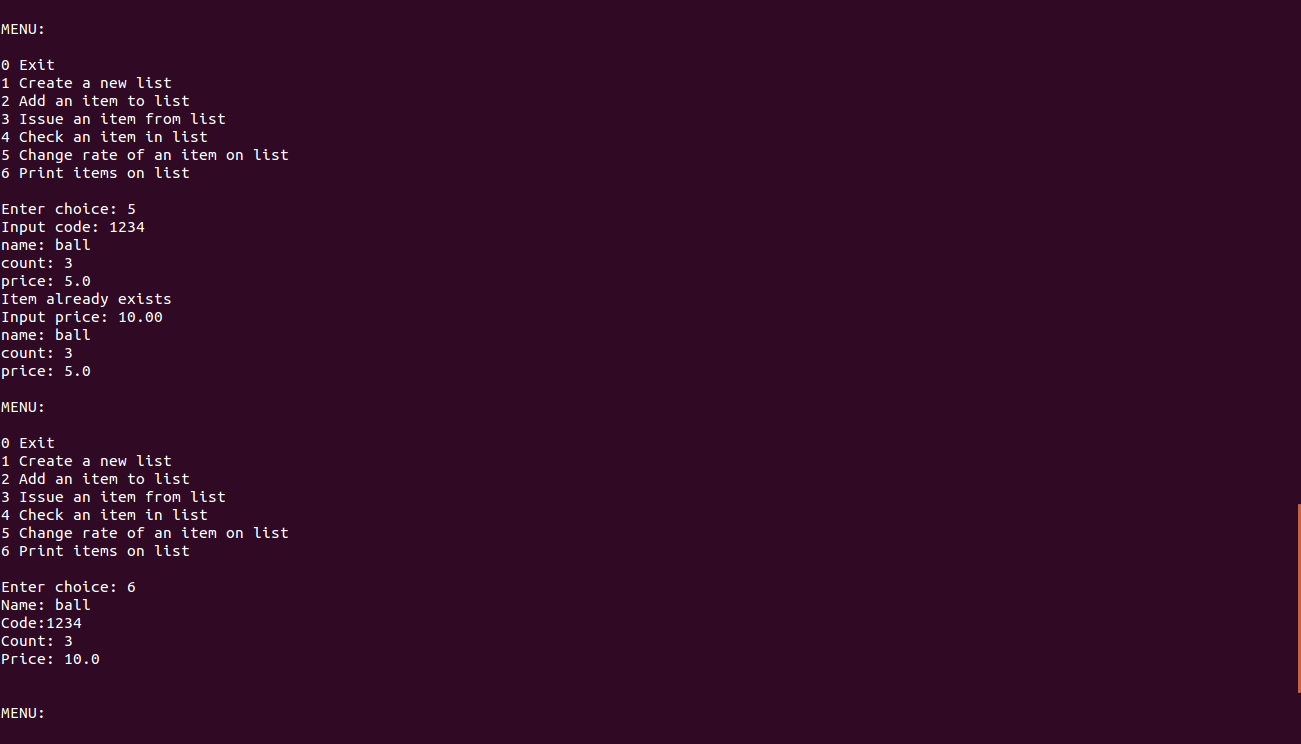 MENU:
0 Exit
1 Create a new list
2 Add an item to list
3 Issue an item from list
4 Check an item in list
5 Change rate of an item on list
6 Print items on list
Enter choice: 5
Input code: 1234
name: ball
count: 3
price: 5.0
Item already exists
Input price: 10.00
name: ball
count: 3
price: 5.0
MENU:
0 Exit
1 Create a new list
2 Add an item to list
3 Issue an item from list
4 Check an item in list
5 Change rate of an item on list
6 Print items on list
Enter choice: 6
Name: ball
Code:1234
Count: 3
Price: 10.0
MENU: